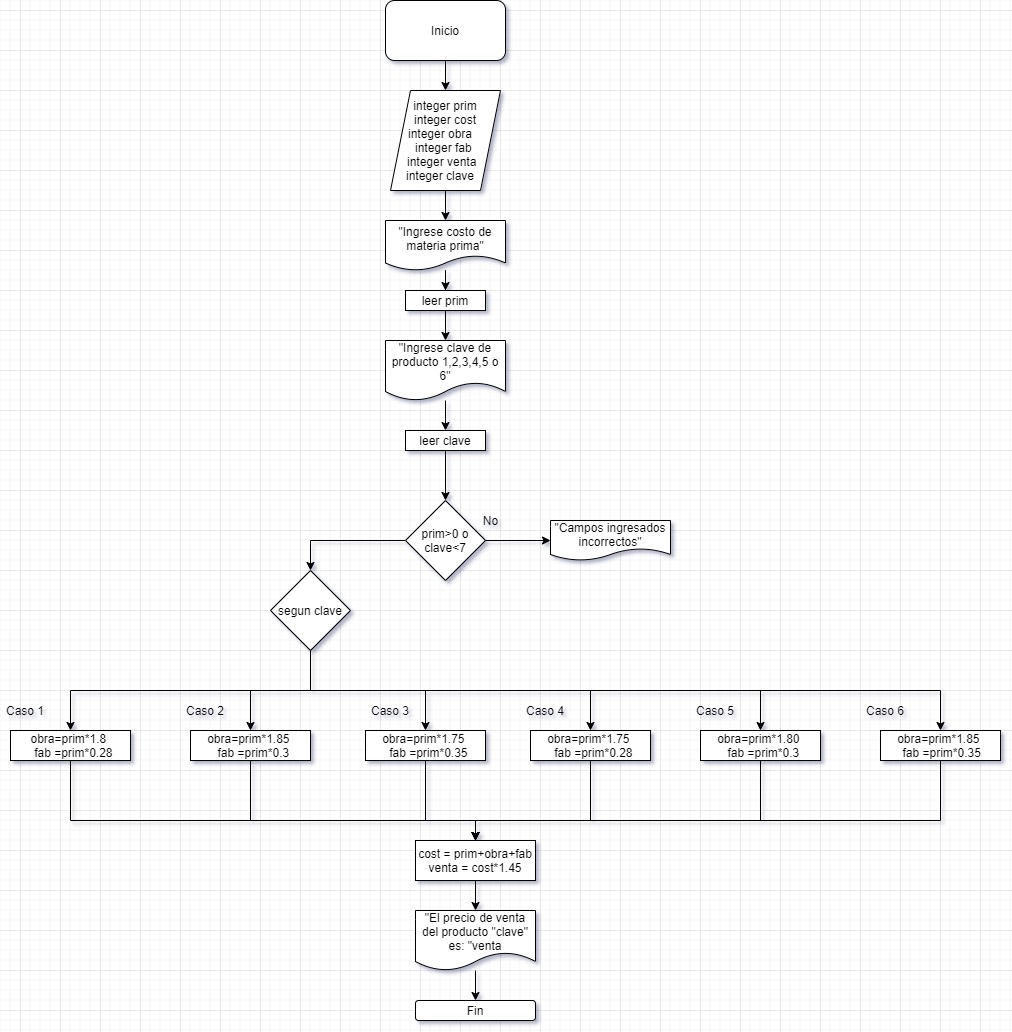 Inicio
integer prim
integer cost
integer obra
integer fab
integer venta
integer clave
"Ingrese costo de
materia prima"
leer prim
"Ingrese clave de
producto 1,2,3,4,5 o
6"
leer clave
prim>0 o
clave<7
No
"Campos ingresados
incorrectos"
segun clave
Caso 1
obra=prim*1.8
fab =prim*0.28
Caso 2
obra=prim*1.85
fab =prim*0.3
Caso 3
obra=prim*1.75
fab =prim*0.35
Caso 4
obra=prim*1.75
fab =prim*0.28
Caso 5
obra=prim*1.80
fab =prim*0.3
Caso 6
obra=prim*1.85
fab =prim*0.35
cost = prim+obra+fab
venta = cost*1.45
"El precio de venta
del producto "clave"
es: "venta
Fin